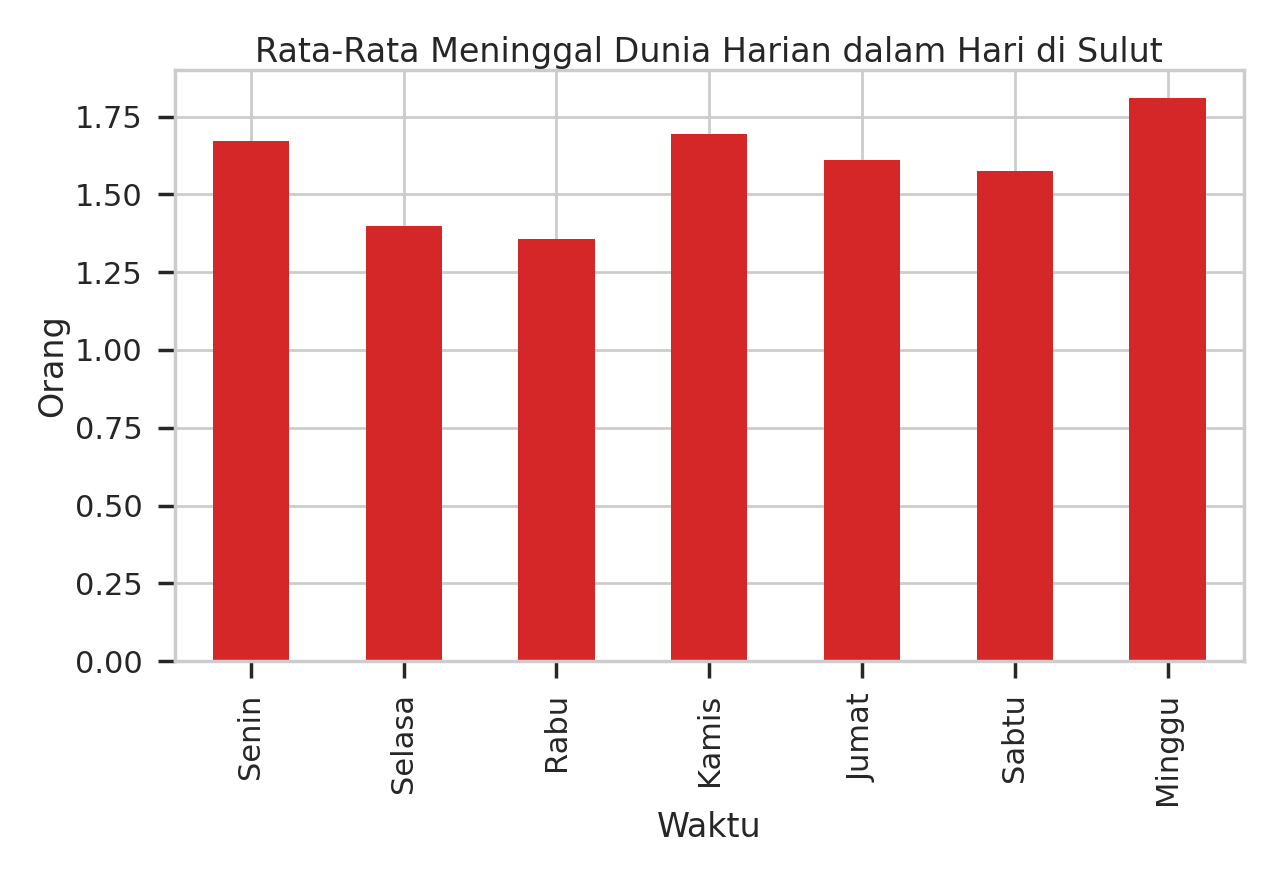 Rata-Rata Meninggal Dunia Harian dalam Hari di Sulut
1.75
1.50
1.25
1.00
0.75
0.50
0.25
0.00
Orang
Senin
Selasa
Rabu
Kamis
Jumat
Sabtu
Minggu
Waktu